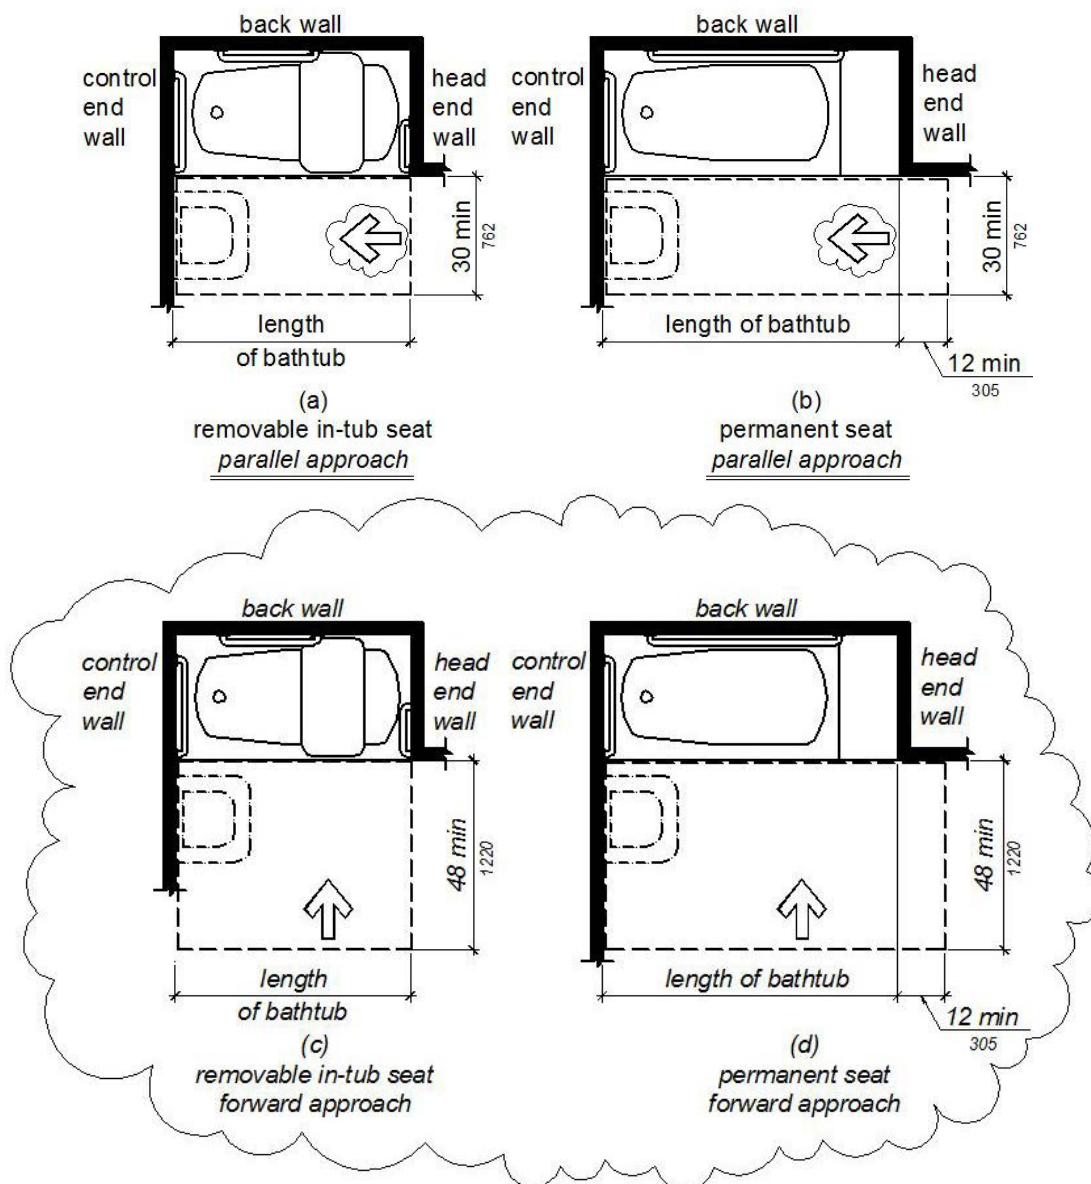 back wall
control
end
wall
head
end
wall
30 min
762
length
of bathtub
(a)
removable in-tub seat
parallel approach
back wall
control
end
wall
head
end
wall
30 min
762
length of bathtub
12 min
305
(b)
permanent seat
parallel approach
back wall
control
end
wall
head
end
wall
48 min
1220
length
of bathtub
(c)
removable in-tub seat
forward approach
back wall
control
end
wall
head
end
wall
48 min
1220
length of bathtub
12 min
305
(d)
permanent seat
forward approach